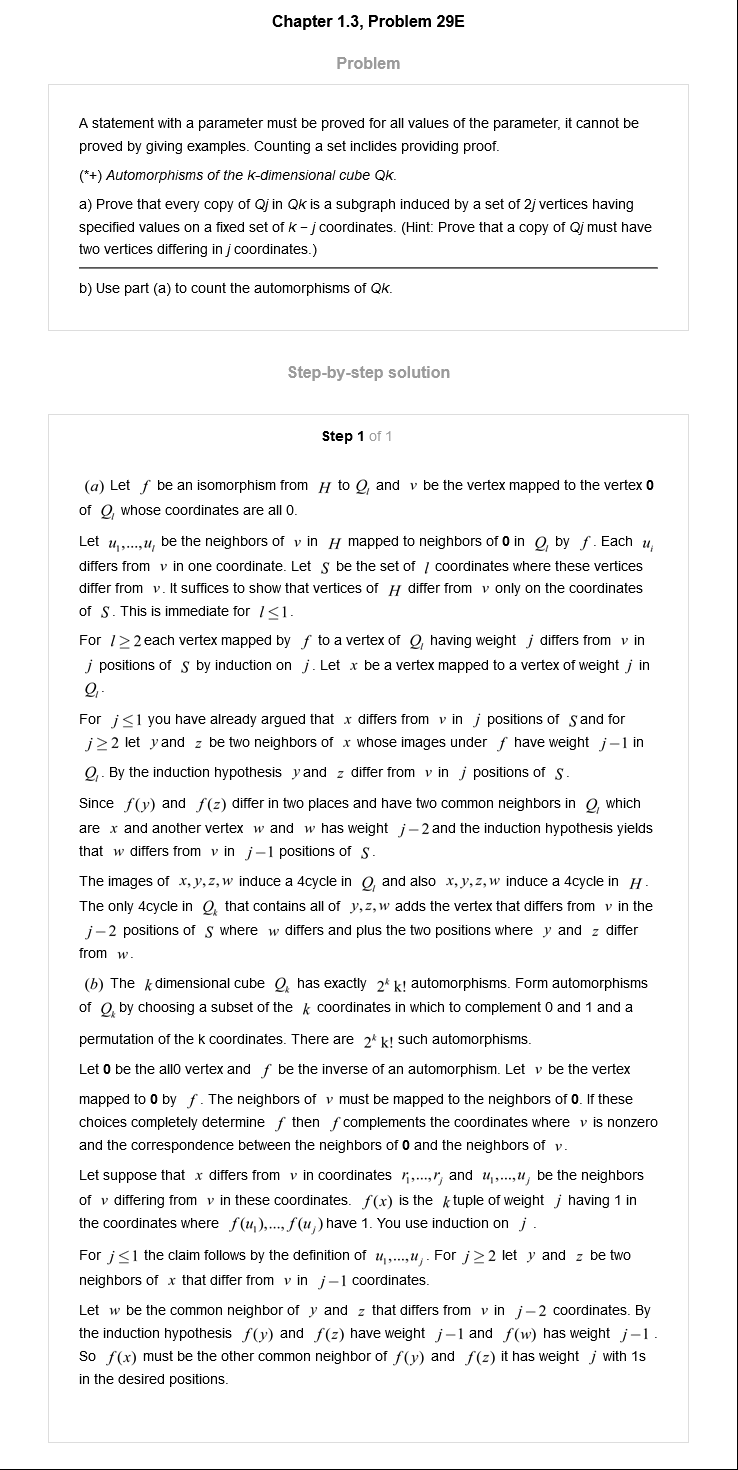 Chapter 1.3, Problem 29E
Problem
A statement with a parameter must be proved for all values of the parameter, it cannot be
proved by giving examples. Counting a set inclides providing proof.
(*+) Automorphisms of the k-dimensional cube Qk.
a) Prove that every copy of Qj in Qk is a subgraph induced by a set of 2j vertices having
specified values on a fixed set of k − j coordinates. (Hint: Prove that a copy of Qj must have
two vertices differing in j coordinates.)
b) Use part (a) to count the automorphisms of Qk.
Step-by-step solution
Step 1 of 1
(a) Let f be an isomorphism from H to Q_l and v be the vertex mapped to the vertex 0
of Q_l whose coordinates are all 0.
Let u_1,...,u_l be the neighbors of v in H mapped to neighbors of 0 in Q_l by f. Each u_i
differs from v in one coordinate. Let S be the set of l coordinates where these vertices
differ from v. It suffices to show that vertices of H differ from v only on the coordinates
of S. This is immediate for l ≤ 1.
For l ≥ 2 each vertex mapped by f to a vertex of Q_l having weight j differs from v in
j positions of S by induction on j. Let x be a vertex mapped to a vertex of weight j in
Q_l.
For j ≤ 1 you have already argued that x differs from v in j positions of S and for
j ≥ 2 let y and z be two neighbors of x whose images under f have weight j−1 in
Q_l. By the induction hypothesis y and z differ from v in j positions of S.
Since f(y) and f(z) differ in two places and have two common neighbors in Q_l which
are x and another vertex w and w has weight j−2 and the induction hypothesis yields
that w differs from v in j−1 positions of S.
The images of x,y,z,w induce a 4cycle in Q_l and also x,y,z,w induce a 4cycle in H.
The only 4cycle in Q_k that contains all of y,z,w adds the vertex that differs from v in the
j−2 positions of S where w differs and plus the two positions where y and z differ
from w.
(b) The k dimensional cube Q_k has exactly 2^k k! automorphisms. Form automorphisms
of Q_k by choosing a subset of the k coordinates in which to complement 0 and 1 and a
permutation of the k coordinates. There are 2^k k! such automorphisms.
Let 0 be the all0 vertex and f be the inverse of an automorphism. Let v be the vertex
mapped to 0 by f. The neighbors of v must be mapped to the neighbors of 0. If these
choices completely determine f then f complements the coordinates where v is nonzero
and the correspondence between the neighbors of 0 and the neighbors of v.
Let suppose that x differs from v in coordinates r_1,...,r_j and u_1,...,u_j be the neighbors
of v differing from v in these coordinates. f(x) is the k tuple of weight j having 1 in
the coordinates where f(u_1),...,f(u_j) have 1. You use induction on j.
For j ≤ 1 the claim follows by the definition of u_1,...,u_j. For j ≥ 2 let y and z be two
neighbors of x that differ from v in j−1 coordinates.
Let w be the common neighbor of y and z that differs from v in j−2 coordinates. By
the induction hypothesis f(y) and f(z) have weight j−1 and f(w) has weight j−1.
So f(x) must be the other common neighbor of f(y) and f(z) it has weight j with 1s
in the desired positions.